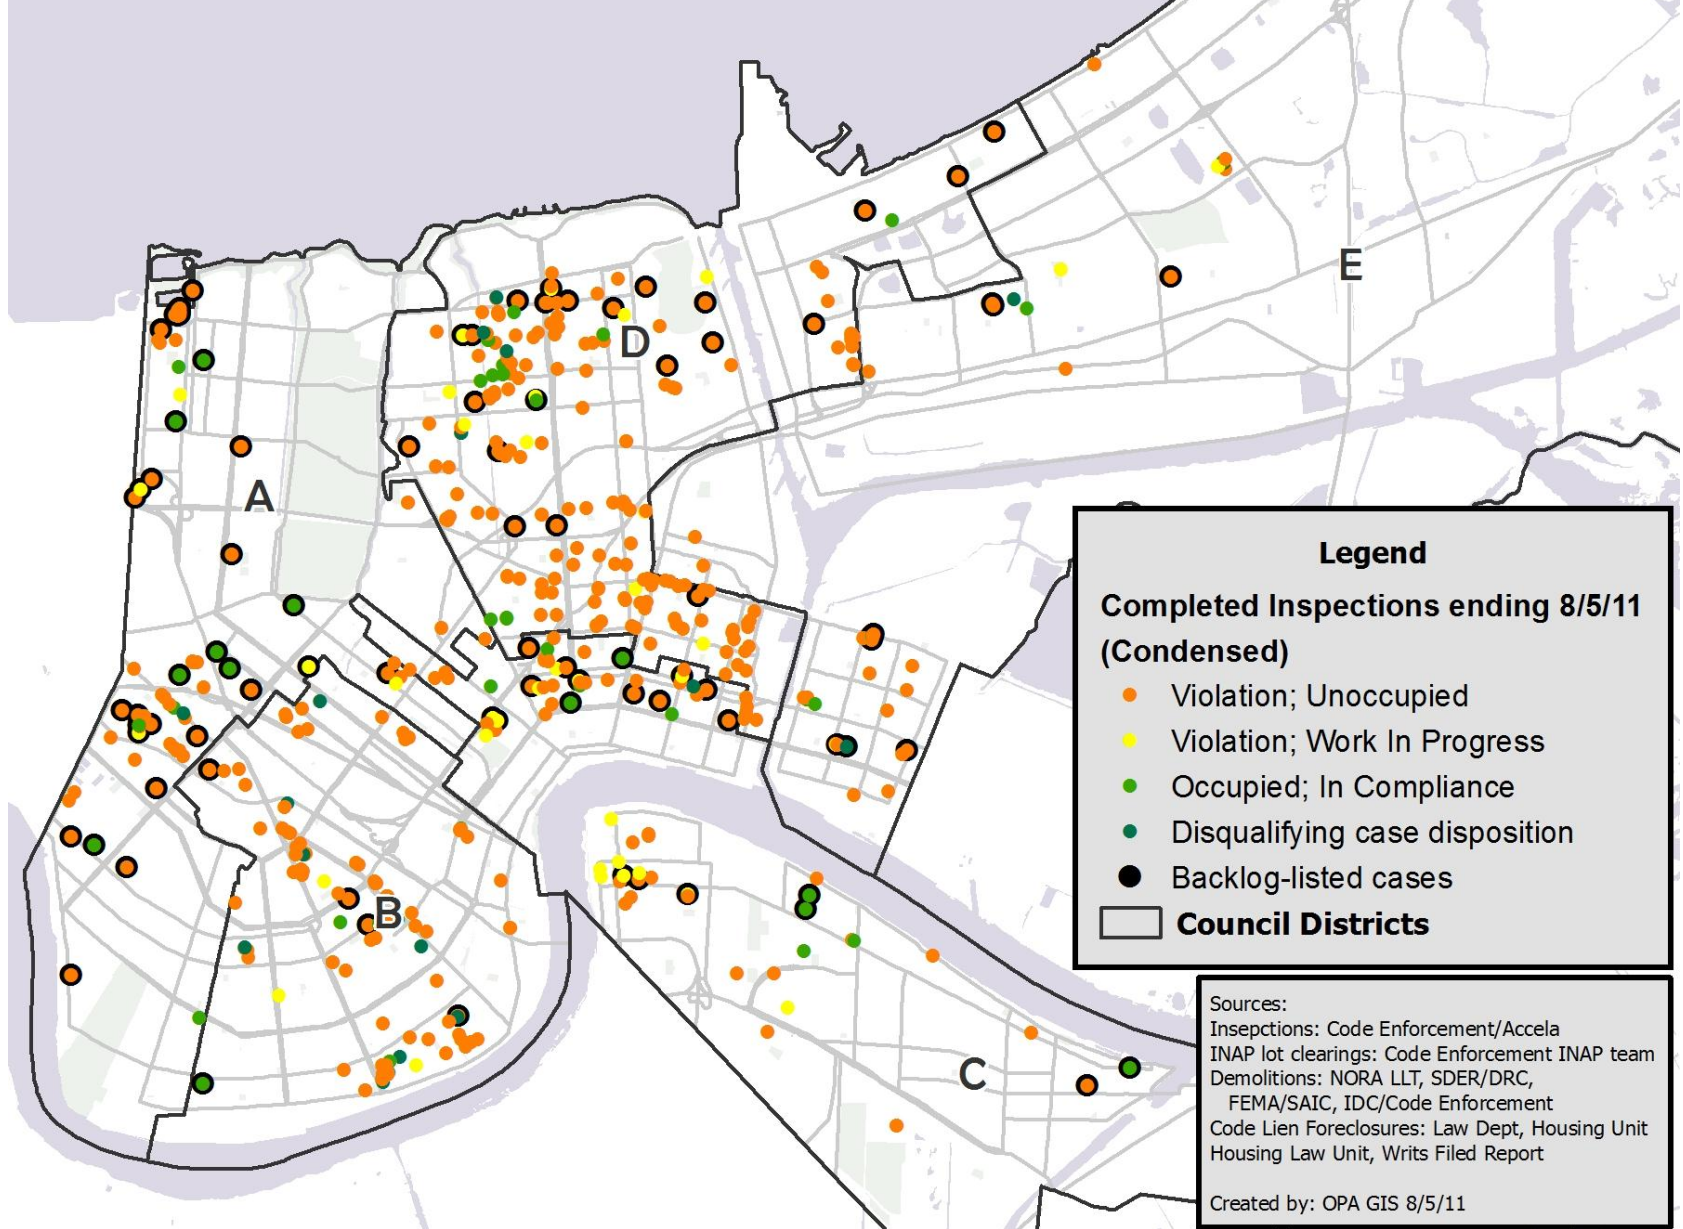 E
D
A
B
C
Legend
Completed Inspections ending 8/5/11
(Condensed)
Violation; Unoccupied
Violation; Work In Progress
Occupied; In Compliance
Disqualifying case disposition
Backlog-listed cases
Council Districts
Sources:
Insepctions: Code Enforcement/Accela
INAP lot clearings: Code Enforcement INAP team
Demolitions: NORA LLT, SDER/DRC,
FEMA/SAIC, IDC/Code Enforcement
Code Lien Foreclosures: Law Dept, Housing Unit
Housing Law Unit, Writs Filed Report
Created by: OPA GIS 8/5/11